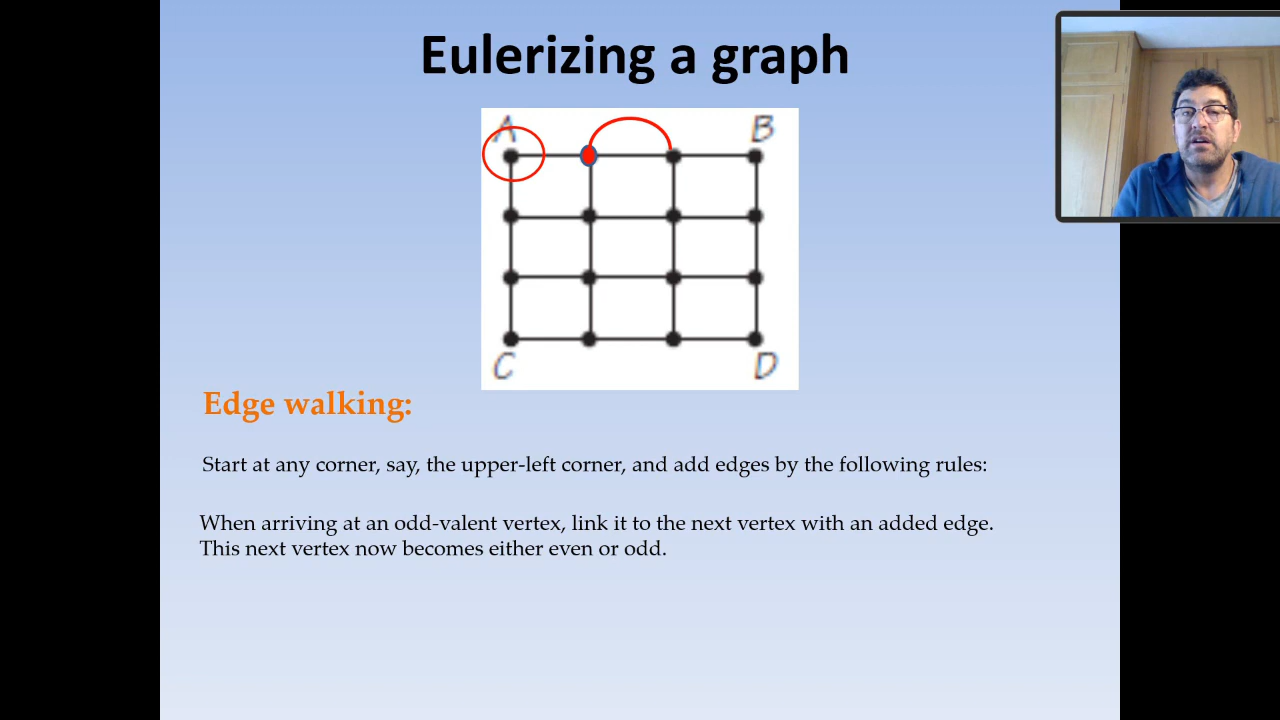 Eulerizing a graph
A B
C D
Edge walking:
Start at any corner, say, the upper-left corner, and add edges by the following rules:
When arriving at an odd-valent vertex, link it to the next vertex with an added edge.
This next vertex now becomes either even or odd.